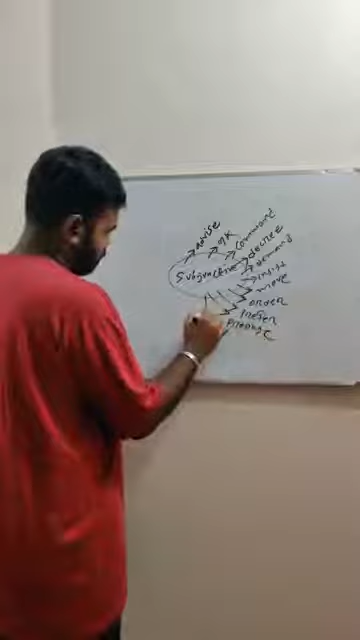 advise
ask
command
decree
Subjunctive
demand
insist
move
order
prefer
propose